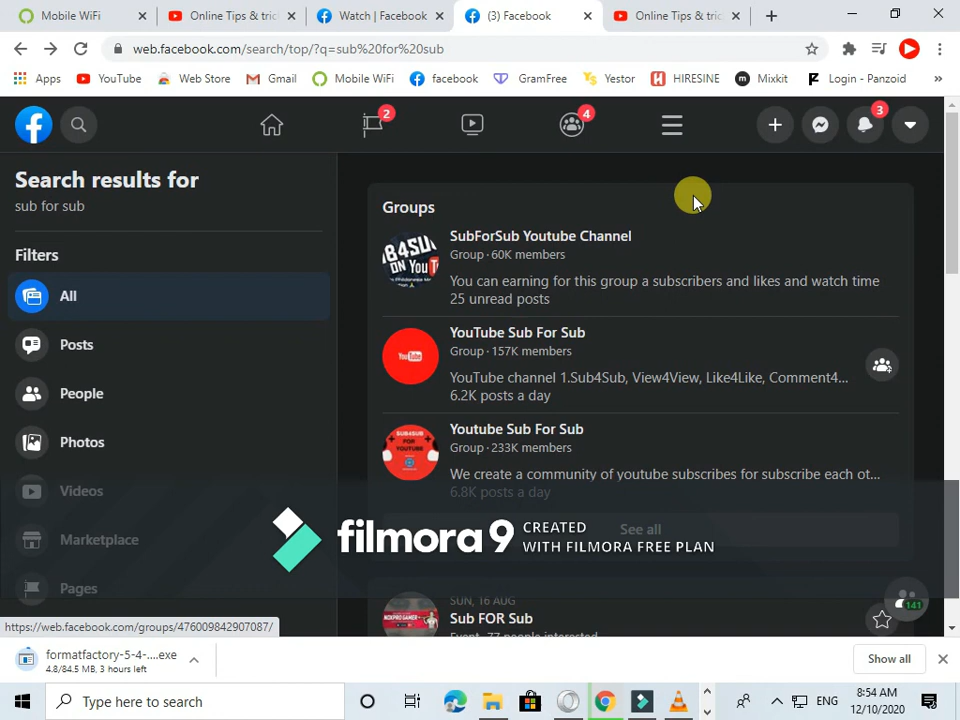 Mobile WiFi
Online Tips & tric
Watch | Facebook
(3) Facebook
Online Tips & tric
web.facebook.com/search/top/?q=sub%20for%20sub
Apps
YouTube
Web Store
Gmail
Mobile WiFi
facebook
GramFree
Yestor
HIRESINE
Mixkit
Login - Panzoid
»
2
4
3
Search results for
sub for sub
Filters
All
Posts
People
Photos
Videos
Marketplace
Pages
Groups
SubForSub Youtube Channel
Group · 60K members
You can earning for this group a subscribers and likes and watch time
25 unread posts
YouTube Sub For Sub
Group · 157K members
YouTube channel 1.Sub4Sub, View4View, Like4Like, Comment4...
6.2K posts a day
Youtube Sub For Sub
Group · 233K members
We create a community of youtube subscribes for subscribe each ot...
6.8K posts a day
See all
filmora 9
CREATED
WITH FILMORA FREE PLAN
SUN, 16 AUG
Sub FOR Sub
Event · 77 people interested
141
https://web.facebook.com/groups/476009842907087/
formatfactory-5-4-....exe
4.8/84.5 MB, 3 hours left
Show all
Type here to search
ENG
8:54 AM
12/10/2020